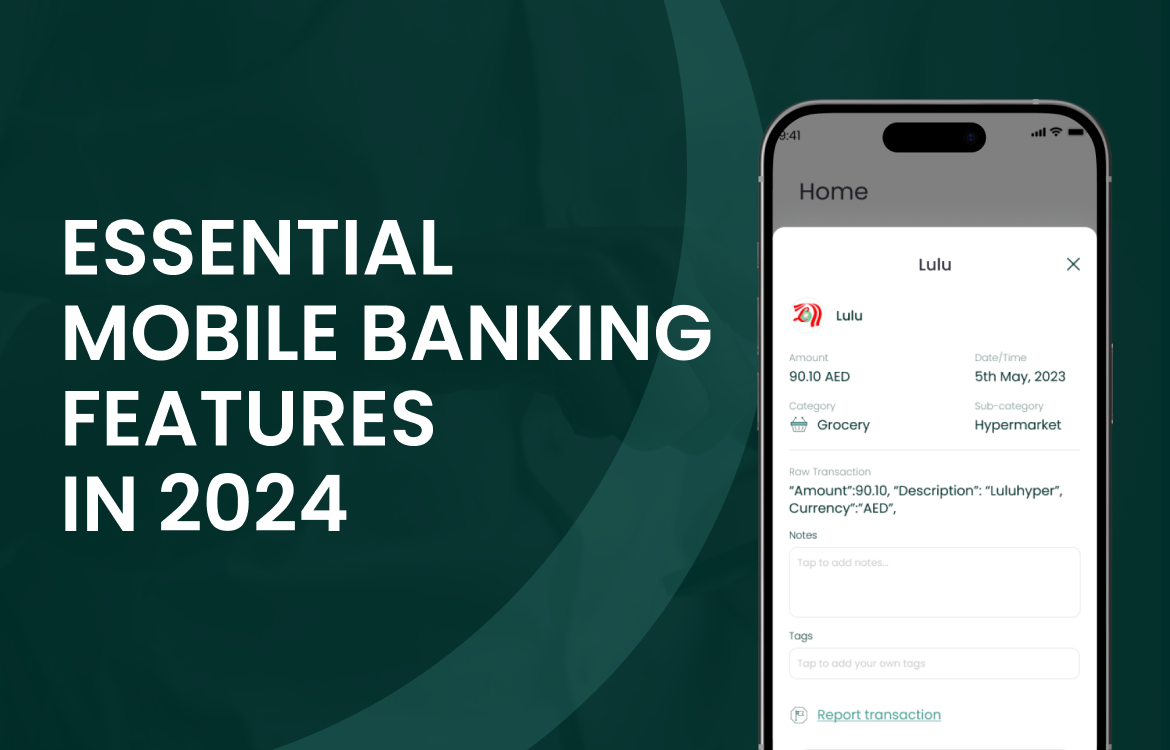 ESSENTIAL
MOBILE BANKING
FEATURES
IN 2024
9:41
Home
Lulu
Lulu
Amount Date/Time
90.10 AED 5th May, 2023
Category Sub-category
Grocery Hypermarket
Raw Transaction
“Amount”:90.10, “Description”: “Luluhyper”,
Currency”:”AED”,
Notes
Tap to add notes...
Tags
Tap to add your own tags
Report transaction